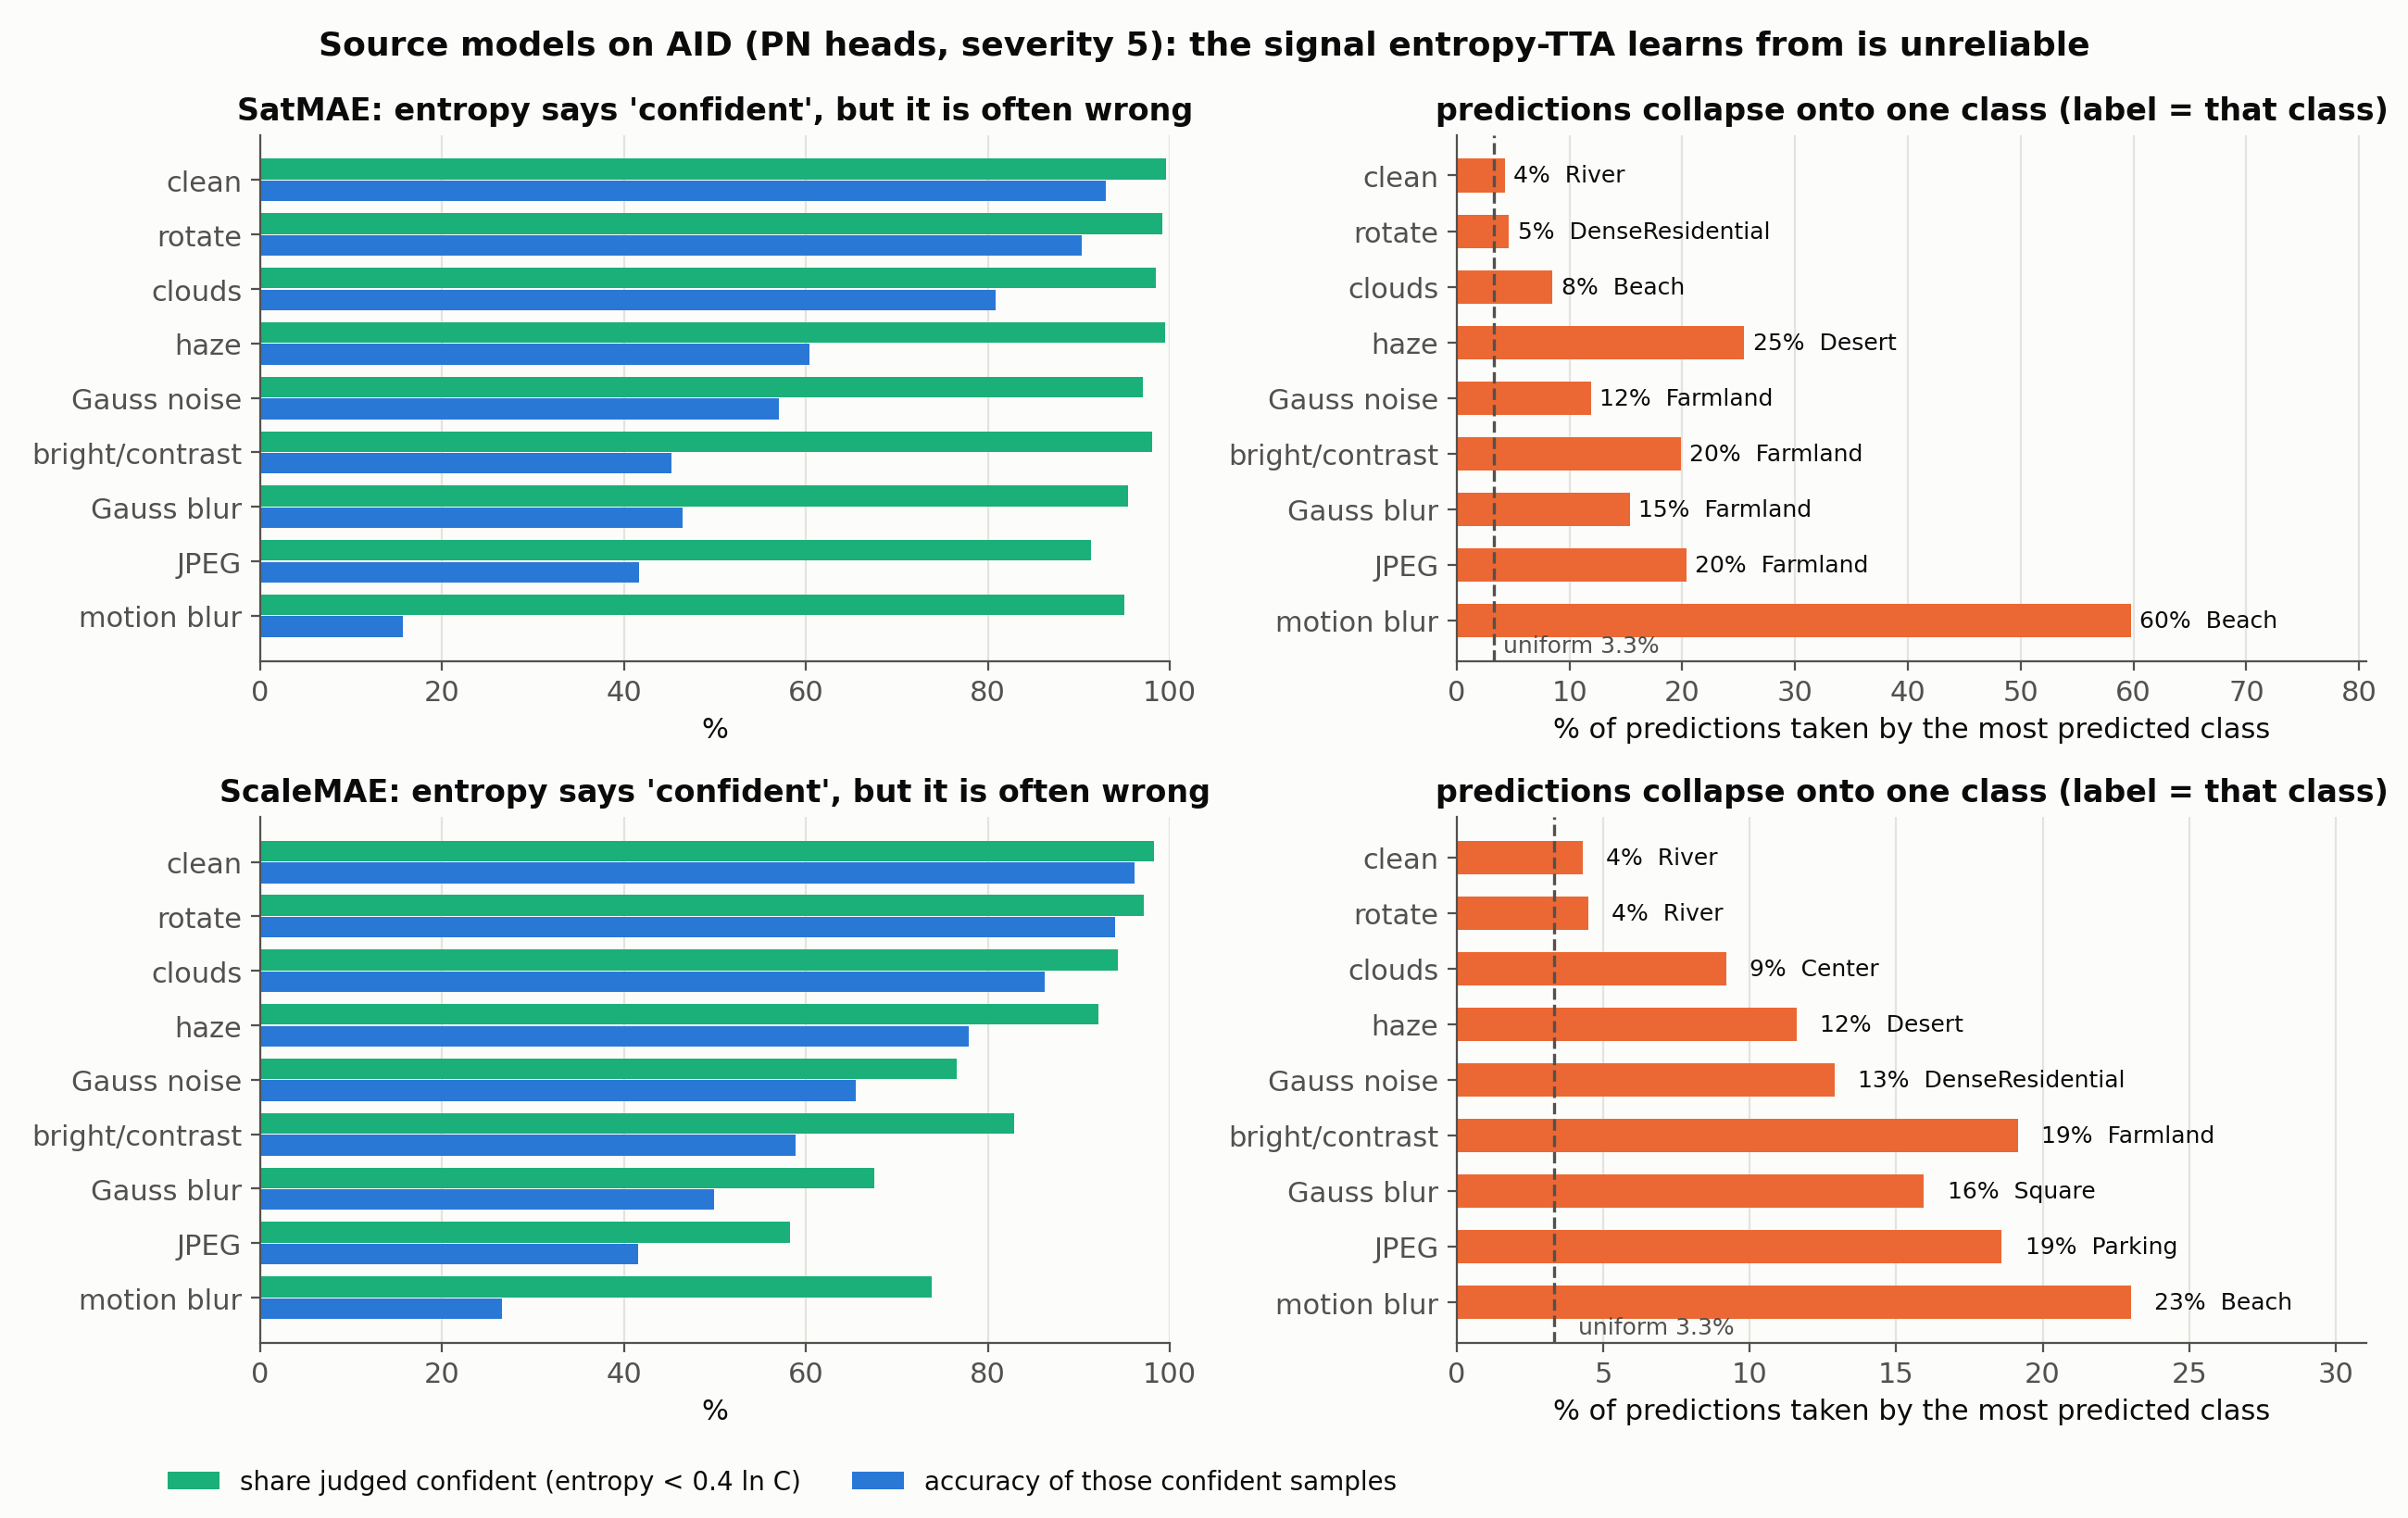 Source models on AID (PN heads, severity 5): the signal entropy-TTA learns from is unreliable
SatMAE: entropy says 'confident', but it is often wrong
clean
rotate
clouds
haze
Gauss noise
bright/contrast
Gauss blur
JPEG
motion blur
0 20 40 60 80 100
%
predictions collapse onto one class (label = that class)
clean 4% River
rotate 5% DenseResidential
clouds 8% Beach
haze 25% Desert
Gauss noise 12% Farmland
bright/contrast 20% Farmland
Gauss blur 15% Farmland
JPEG 20% Farmland
motion blur 60% Beach
uniform 3.3%
0 10 20 30 40 50 60 70 80
% of predictions taken by the most predicted class
ScaleMAE: entropy says 'confident', but it is often wrong
clean
rotate
clouds
haze
Gauss noise
bright/contrast
Gauss blur
JPEG
motion blur
0 20 40 60 80 100
%
predictions collapse onto one class (label = that class)
clean 4% River
rotate 4% River
clouds 9% Center
haze 12% Desert
Gauss noise 13% DenseResidential
bright/contrast 19% Farmland
Gauss blur 16% Square
JPEG 19% Parking
motion blur 23% Beach
uniform 3.3%
0 5 10 15 20 25 30
% of predictions taken by the most predicted class
share judged confident (entropy < 0.4 ln C) accuracy of those confident samples